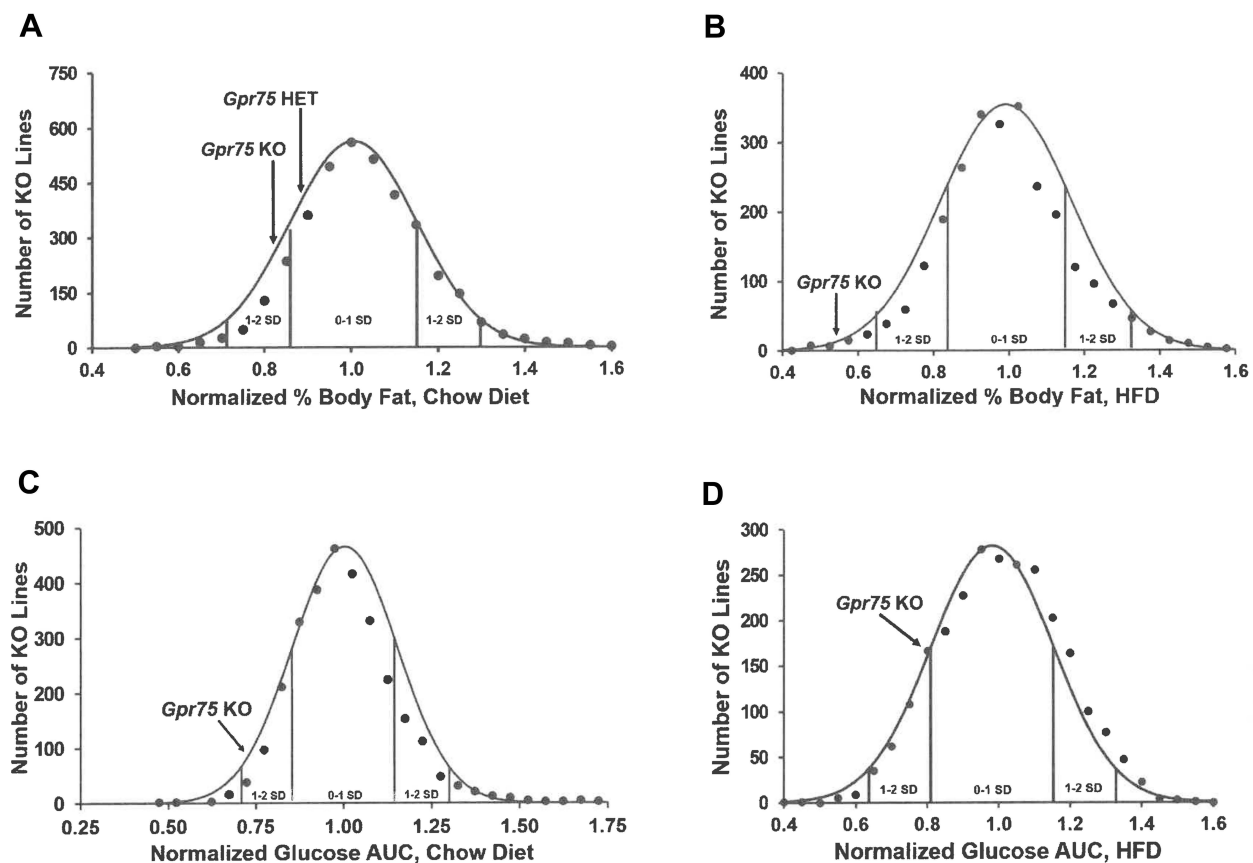 A
Number of KO Lines
750
600
450
300
150
0
Gpr75 HET
Gpr75 KO
1-2 SD
0-1 SD
1-2 SD
0.4
0.6
0.8
1.0
1.2
1.4
1.6
Normalized % Body Fat, Chow Diet
B
Number of KO Lines
400
300
200
100
0
Gpr75 KO
1-2 SD
0-1 SD
1-2 SD
0.4
0.6
0.8
1.0
1.2
1.4
1.6
Normalized % Body Fat, HFD
C
Number of KO Lines
500
400
300
200
100
0
Gpr75 KO
1-2 SD
0-1 SD
1-2 SD
0.25
0.50
0.75
1.00
1.25
1.50
1.75
Normalized Glucose AUC, Chow Diet
D
Number of KO Lines
300
250
200
150
100
50
0
Gpr75 KO
1-2 SD
0-1 SD
1-2 SD
0.4
0.6
0.8
1.0
1.2
1.4
1.6
Normalized Glucose AUC, HFD